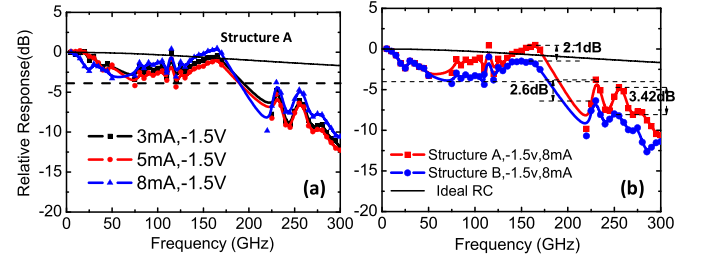 Structure A
Relative Response(dB)
5
0
-5
-10
-15
-20
3mA,-1.5V
5mA,-1.5V
8mA,-1.5V
(a)
0 50 100 150 200 250 300
Frequency (GHz)
5
0
-5
-10
-15
-20
2.1dB
2.6dB
3.42dB
Structure A,-1.5v,8mA
Structure B,-1.5v,8mA
Ideal RC
(b)
0 50 100 150 200 250 300
Frequency (GHz)